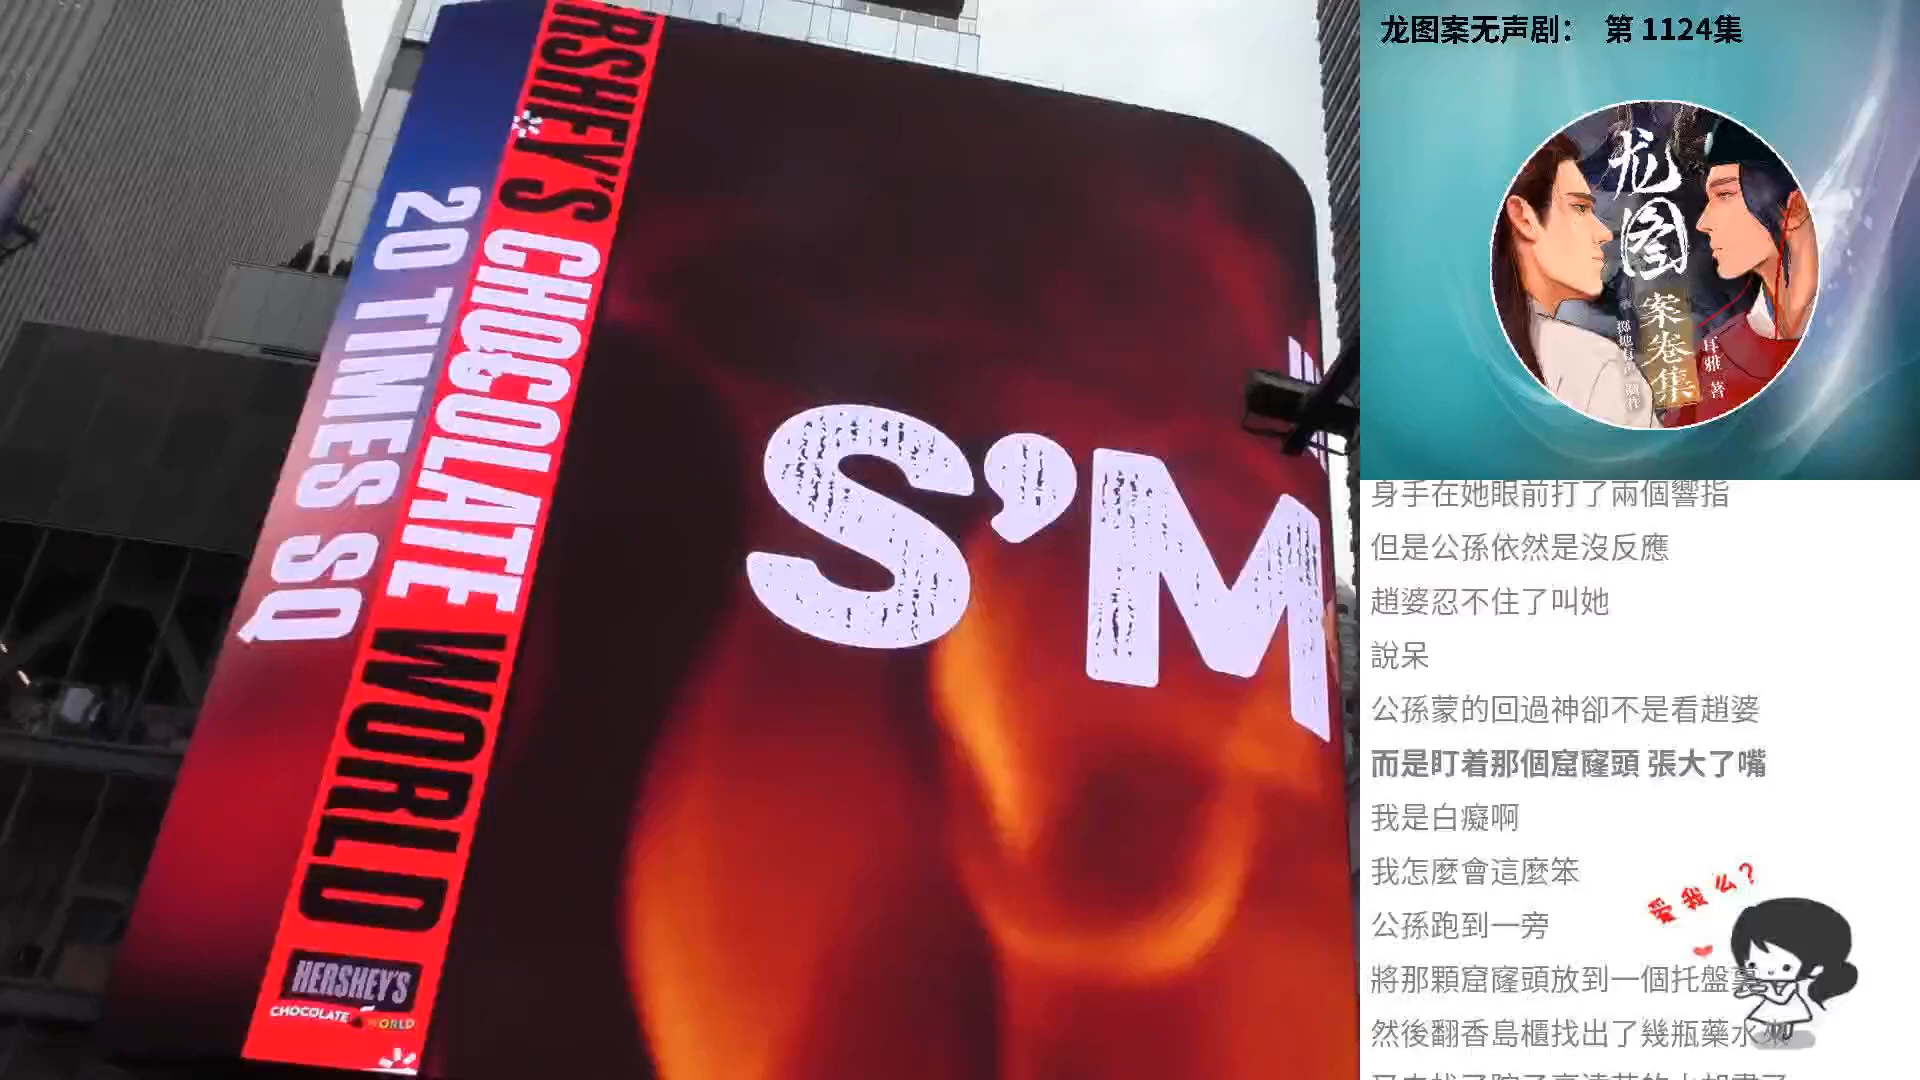 HERSHEY'S CHOCOLATE WORLD
20 TIMES SQ
S'M
HERSHEY'S
CHOCOLATE WORLD
龙图案无声剧： 第 1124集
龙图
案卷集
耳雅 著
身手在她眼前打了兩個響指
但是公孫依然是沒反應
趙婆忍不住了叫她
說呆
公孫蒙的回過神卻不是看趙婆
而是盯着那個窟窿頭 張大了嘴
我是白癡啊
我怎麼會這麼笨
公孫跑到一旁
將那顆窟窿頭放到一個托盤裏
然後翻香島櫃找出了幾瓶藥水來
爱我么？